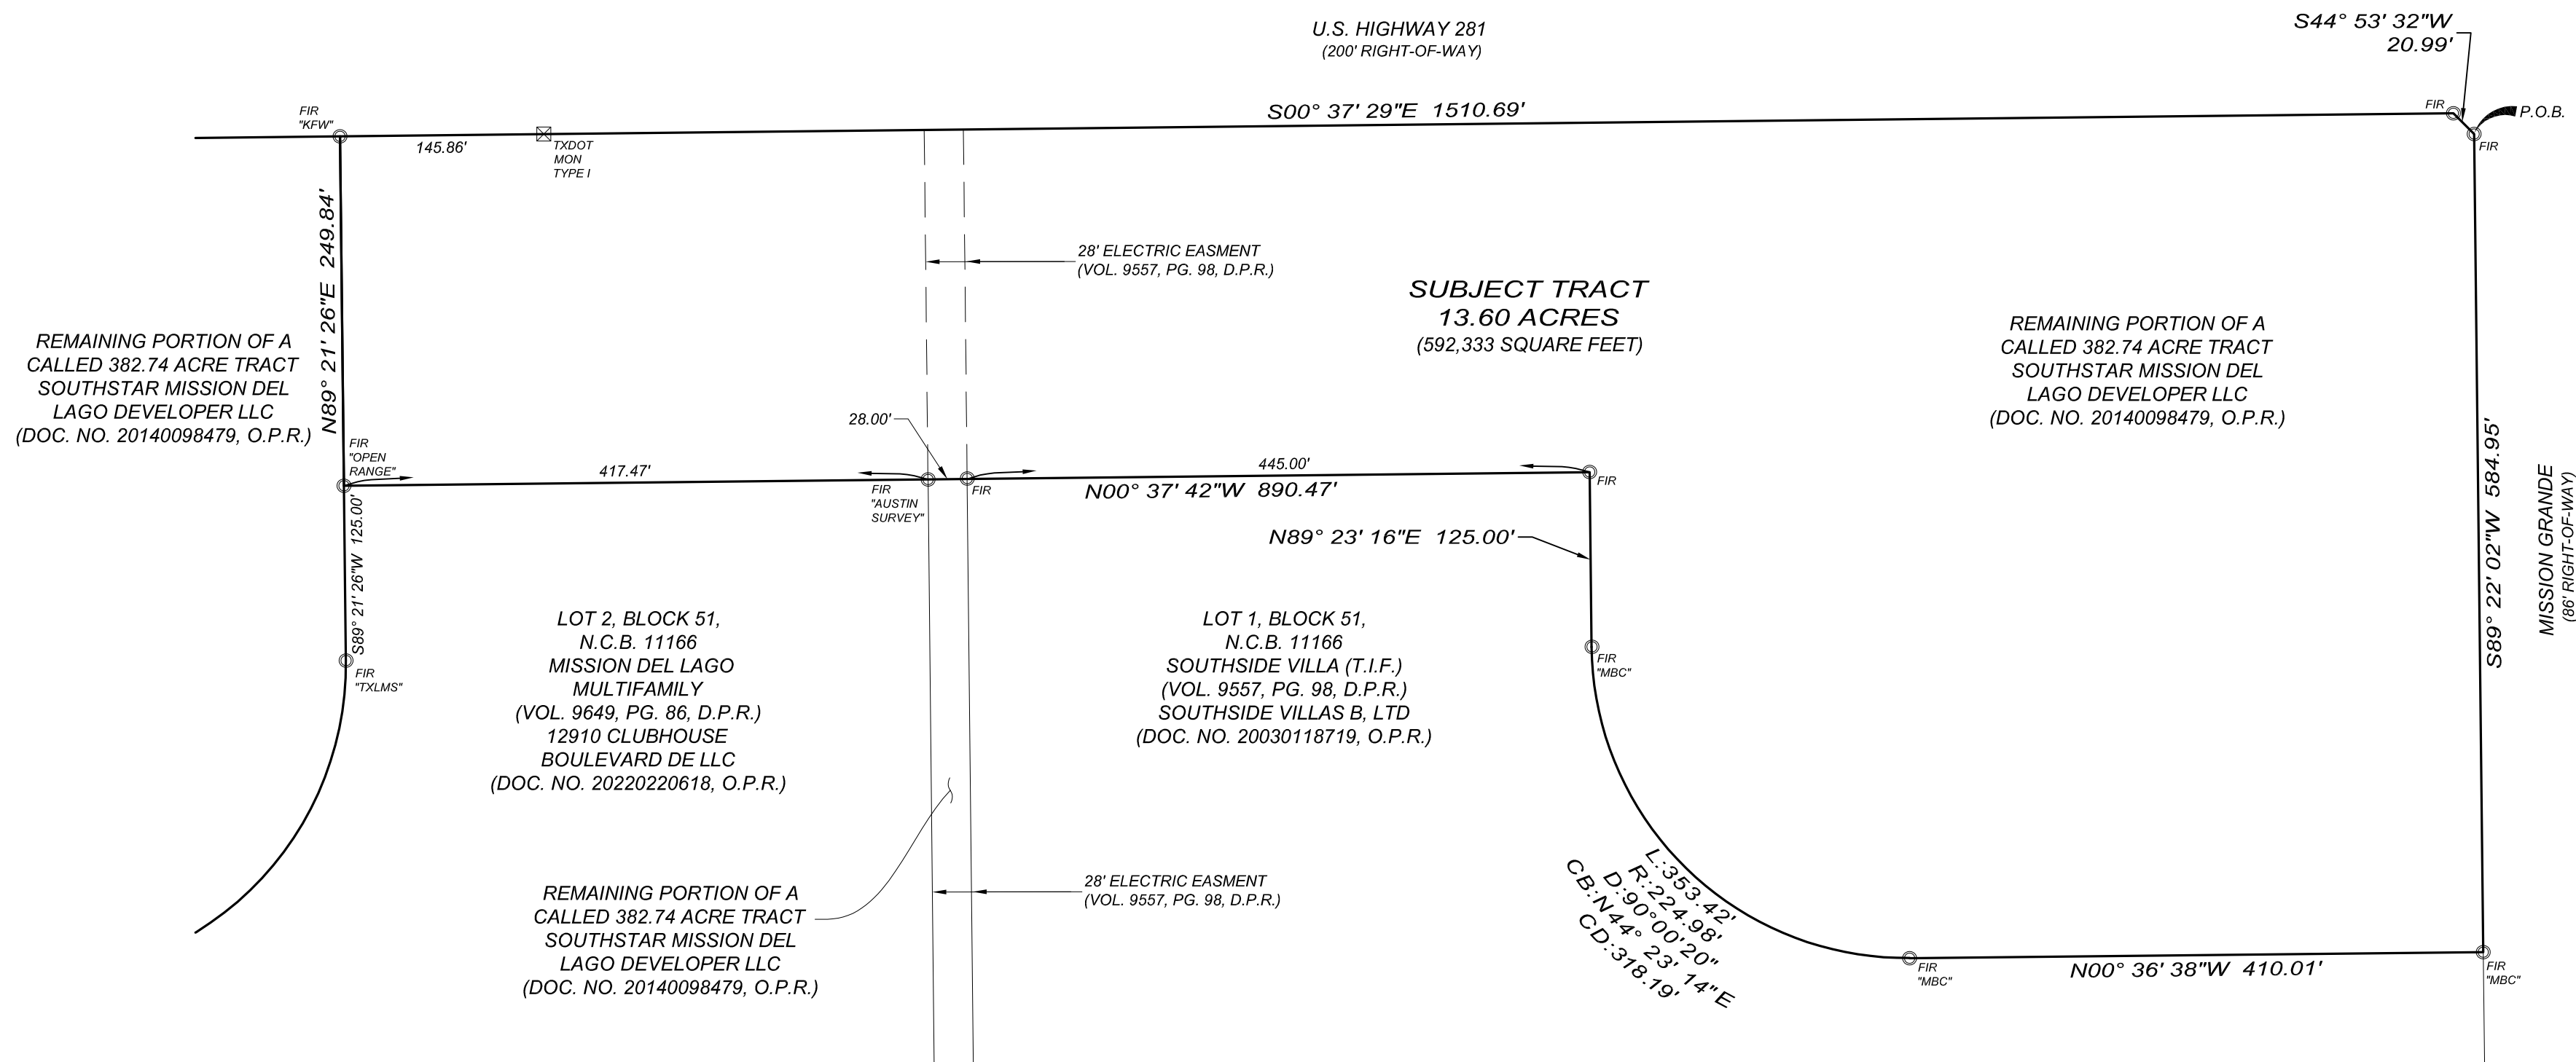 U.S. HIGHWAY 281
(200' RIGHT-OF-WAY)
S44° 53' 32"W
20.99'
S00° 37' 29"E 1510.69'
FIR
"KFW"
145.86'
TXDOT
MON
TYPE I
FIR
P.O.B.
FIR
N89° 21' 26"E 249.84'
28' ELECTRIC EASMENT
(VOL. 9557, PG. 98, D.P.R.)
SUBJECT TRACT
13.60 ACRES
(592,333 SQUARE FEET)
REMAINING PORTION OF A
CALLED 382.74 ACRE TRACT
SOUTHSTAR MISSION DEL
LAGO DEVELOPER LLC
(DOC. NO. 20140098479, O.P.R.)
REMAINING PORTION OF A
CALLED 382.74 ACRE TRACT
SOUTHSTAR MISSION DEL
LAGO DEVELOPER LLC
(DOC. NO. 20140098479, O.P.R.)
FIR
"OPEN
RANGE"
417.47'
28.00'
FIR
"AUSTIN
SURVEY"
FIR
445.00'
N00° 37' 42"W 890.47'
FIR
N89° 23' 16"E 125.00'
S89° 21' 26"W 125.00'
FIR
"TXLMS"
S89° 22' 02"W 584.95'
MISSION GRANDE
(86' RIGHT-OF-WAY)
LOT 2, BLOCK 51,
N.C.B. 11166
MISSION DEL LAGO
MULTIFAMILY
(VOL. 9649, PG. 86, D.P.R.)
12910 CLUBHOUSE
BOULEVARD DE LLC
(DOC. NO. 20220220618, O.P.R.)
LOT 1, BLOCK 51,
N.C.B. 11166
SOUTHSIDE VILLA (T.I.F.)
(VOL. 9557, PG. 98, D.P.R.)
SOUTHSIDE VILLAS B, LTD
(DOC. NO. 20030118719, O.P.R.)
FIR
"MBC"
REMAINING PORTION OF A
CALLED 382.74 ACRE TRACT
SOUTHSTAR MISSION DEL
LAGO DEVELOPER LLC
(DOC. NO. 20140098479, O.P.R.)
28' ELECTRIC EASMENT
(VOL. 9557, PG. 98, D.P.R.)
L:353.42'
R:224.98'
D:90°00'20"
CB:N44° 23' 14"E
CD:318.19'
FIR
"MBC"
N00° 36' 38"W 410.01'
FIR
"MBC"